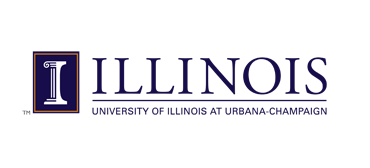 ILLINOIS
UNIVERSITY OF ILLINOIS AT URBANA-CHAMPAIGN
TM